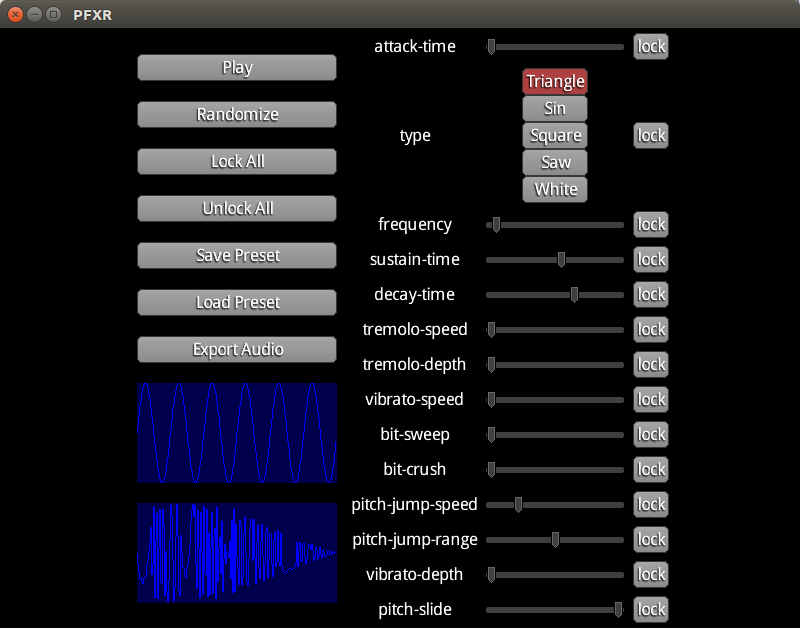 PFXR
Play
Randomize
Lock All
Unlock All
Save Preset
Load Preset
Export Audio
attack-time lock
type
Triangle
Sin
Square
Saw
White
lock
frequency lock
sustain-time lock
decay-time lock
tremolo-speed lock
tremolo-depth lock
vibrato-speed lock
bit-sweep lock
bit-crush lock
pitch-jump-speed lock
pitch-jump-range lock
vibrato-depth lock
pitch-slide lock